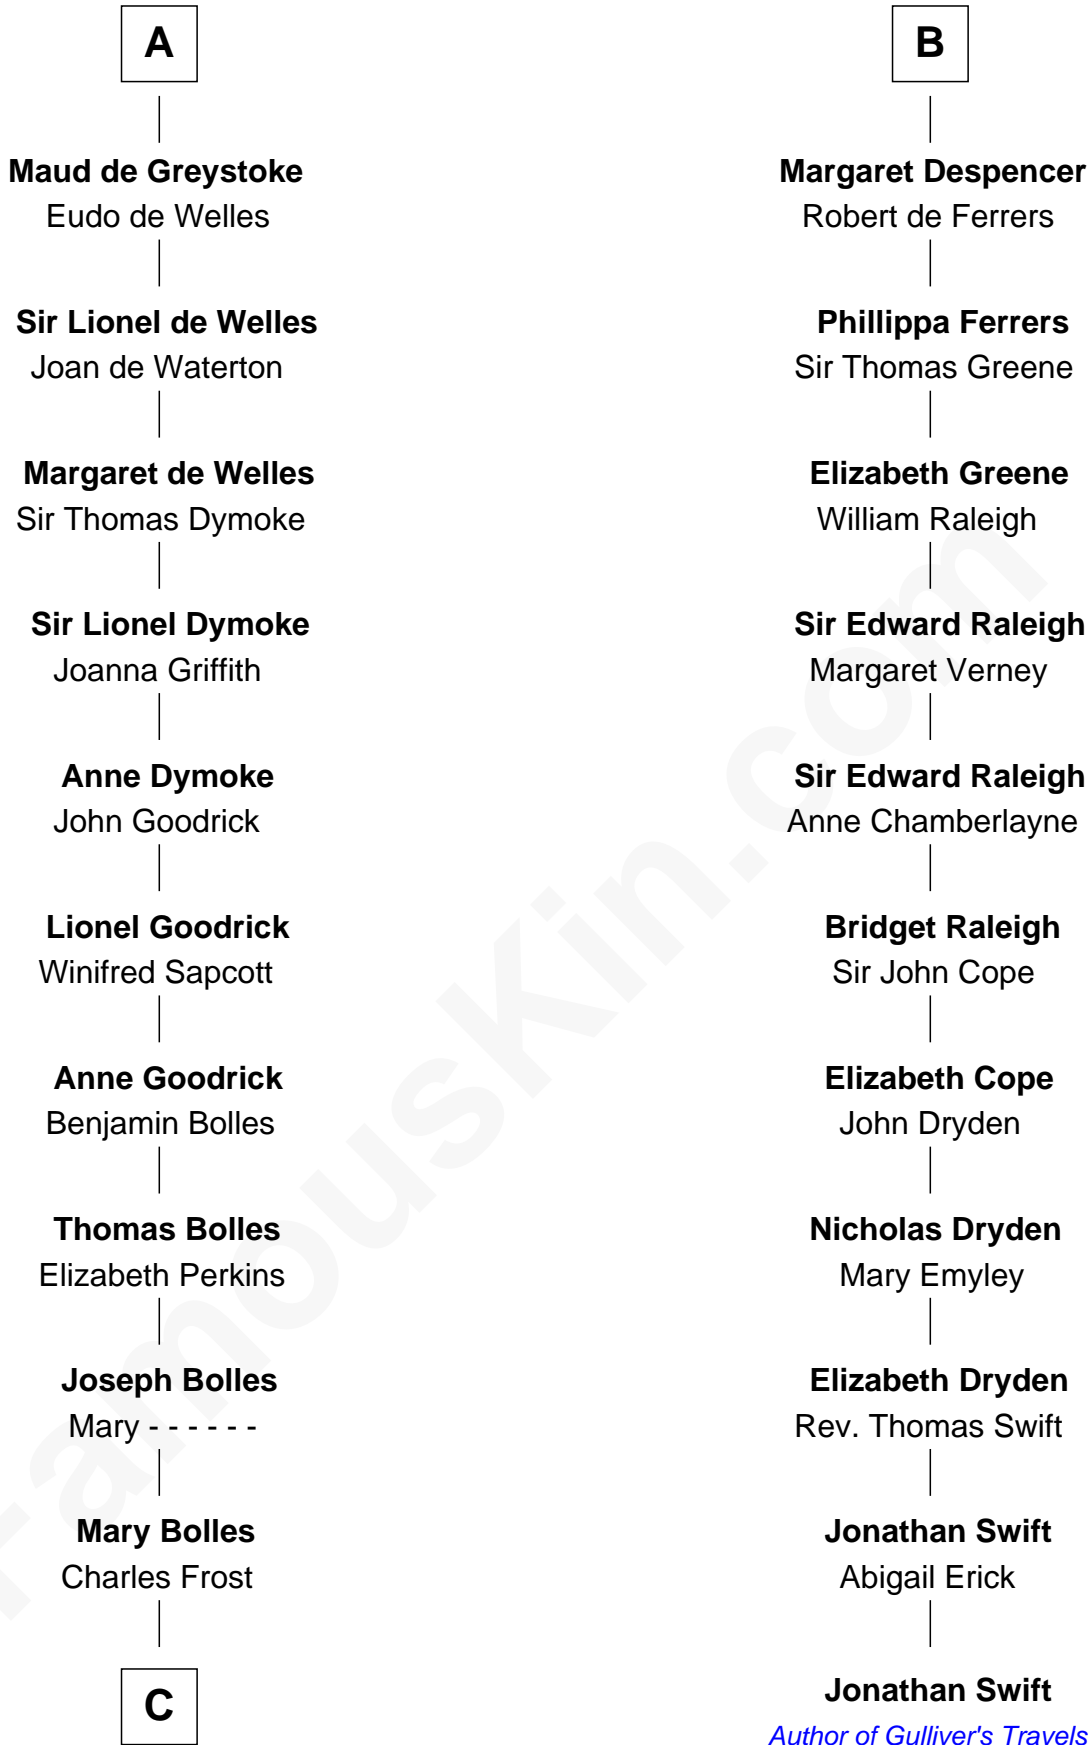 A
Maud de Greystoke
Eudo de Welles
Sir Lionel de Welles
Joan de Waterton
Margaret de Welles
Sir Thomas Dymoke
Sir Lionel Dymoke
Joanna Griffith
Anne Dymoke
John Goodrick
Lionel Goodrick
Winifred Sapcott
Anne Goodrick
Benjamin Bolles
Thomas Bolles
Elizabeth Perkins
Joseph Bolles
Mary - - - - - -
Mary Bolles
Charles Frost
C
B
Margaret Despencer
Robert de Ferrers
Phillippa Ferrers
Sir Thomas Greene
Elizabeth Greene
William Raleigh
Sir Edward Raleigh
Margaret Verney
Sir Edward Raleigh
Anne Chamberlayne
Bridget Raleigh
Sir John Cope
Elizabeth Cope
John Dryden
Nicholas Dryden
Mary Emyley
Elizabeth Dryden
Rev. Thomas Swift
Jonathan Swift
Abigail Erick
Jonathan Swift
Author of Gulliver's Travels
FamousKin.com